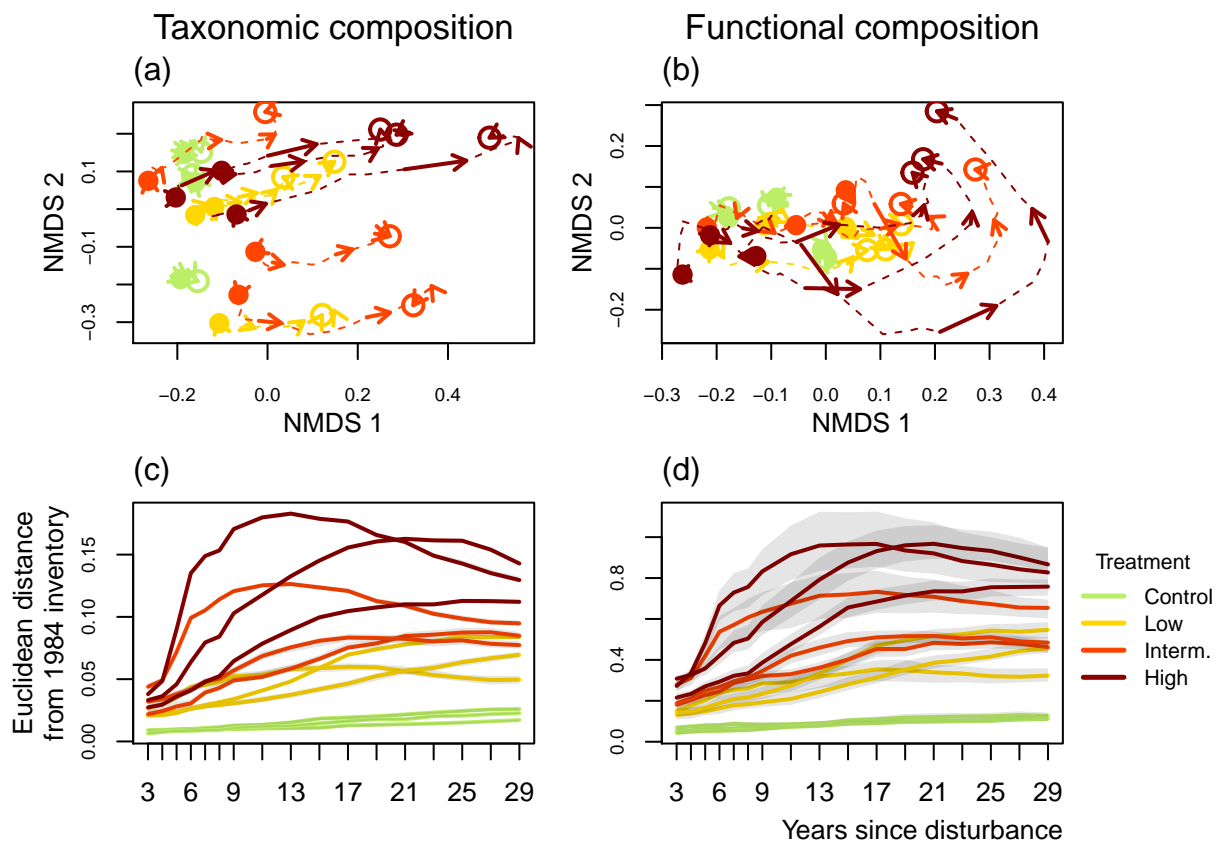 Taxonomic composition
Functional composition
(a)
(b)
NMDS 2
−0.3 −0.1 0.1
−0.2 0.0 0.2 0.4
NMDS 1
NMDS 2
−0.2 0.0 0.2
−0.3 −0.2 −0.1 0.0 0.1 0.2 0.3 0.4
NMDS 1
(c)
(d)
Euclidean distance
from 1984 inventory
0.00 0.05 0.10 0.15
3 6 9 13 17 21 25 29
0.0 0.4 0.8
3 6 9 13 17 21 25 29
Years since disturbance
Treatment
Control
Low
Interm.
High